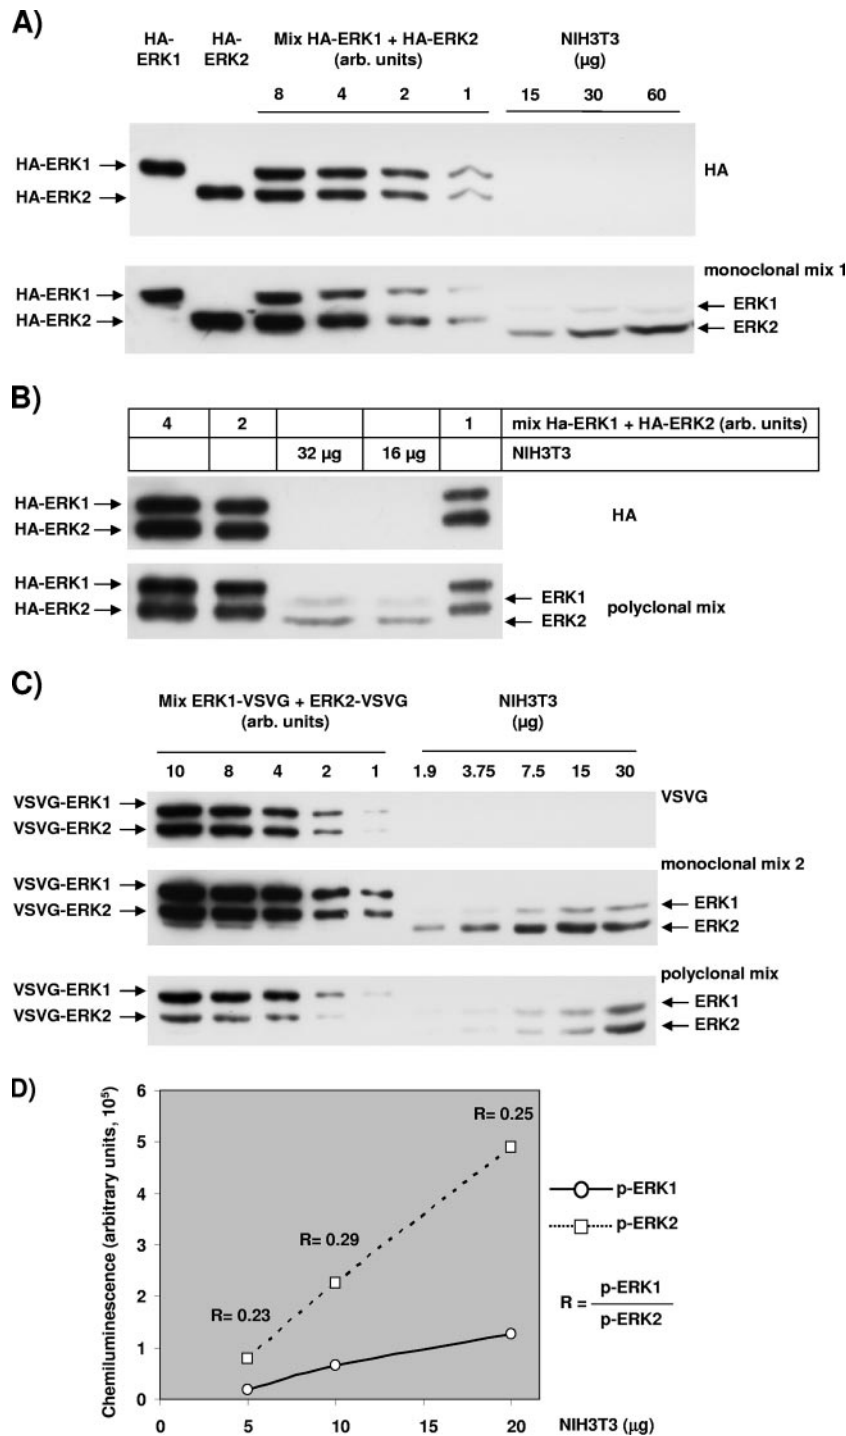 A)
HA-ERK1 HA-ERK2 Mix HA-ERK1 + HA-ERK2 (arb. units) NIH3T3 (µg)
8 4 2 1 15 30 60
HA-ERK1
HA-ERK2
HA
monoclonal mix 1
HA-ERK1
HA-ERK2
ERK1
ERK2
B)
4 2 1 mix Ha-ERK1 + HA-ERK2 (arb. units)
32 µg 16 µg NIH3T3
HA-ERK1
HA-ERK2
HA
HA-ERK1
HA-ERK2
ERK1
ERK2
polyclonal mix
C)
Mix ERK1-VSVG + ERK2-VSVG NIH3T3
(arb. units) (µg)
10 8 4 2 1 1.9 3.75 7.5 15 30
VSVG
VSVG-ERK1
VSVG-ERK2
monoclonal mix 2
VSVG-ERK1
VSVG-ERK2
ERK1
ERK2
polyclonal mix
VSVG-ERK1
VSVG-ERK2
ERK1
ERK2
D)
Chemiluminescence (arbitrary units, 10⁵)
6
5
4
3
2
1
0
R= 0.23
R= 0.29
R= 0.25
p-ERK1
p-ERK2
R = p-ERK1
p-ERK2
0 5 10 15 20 NIH3T3 (µg)